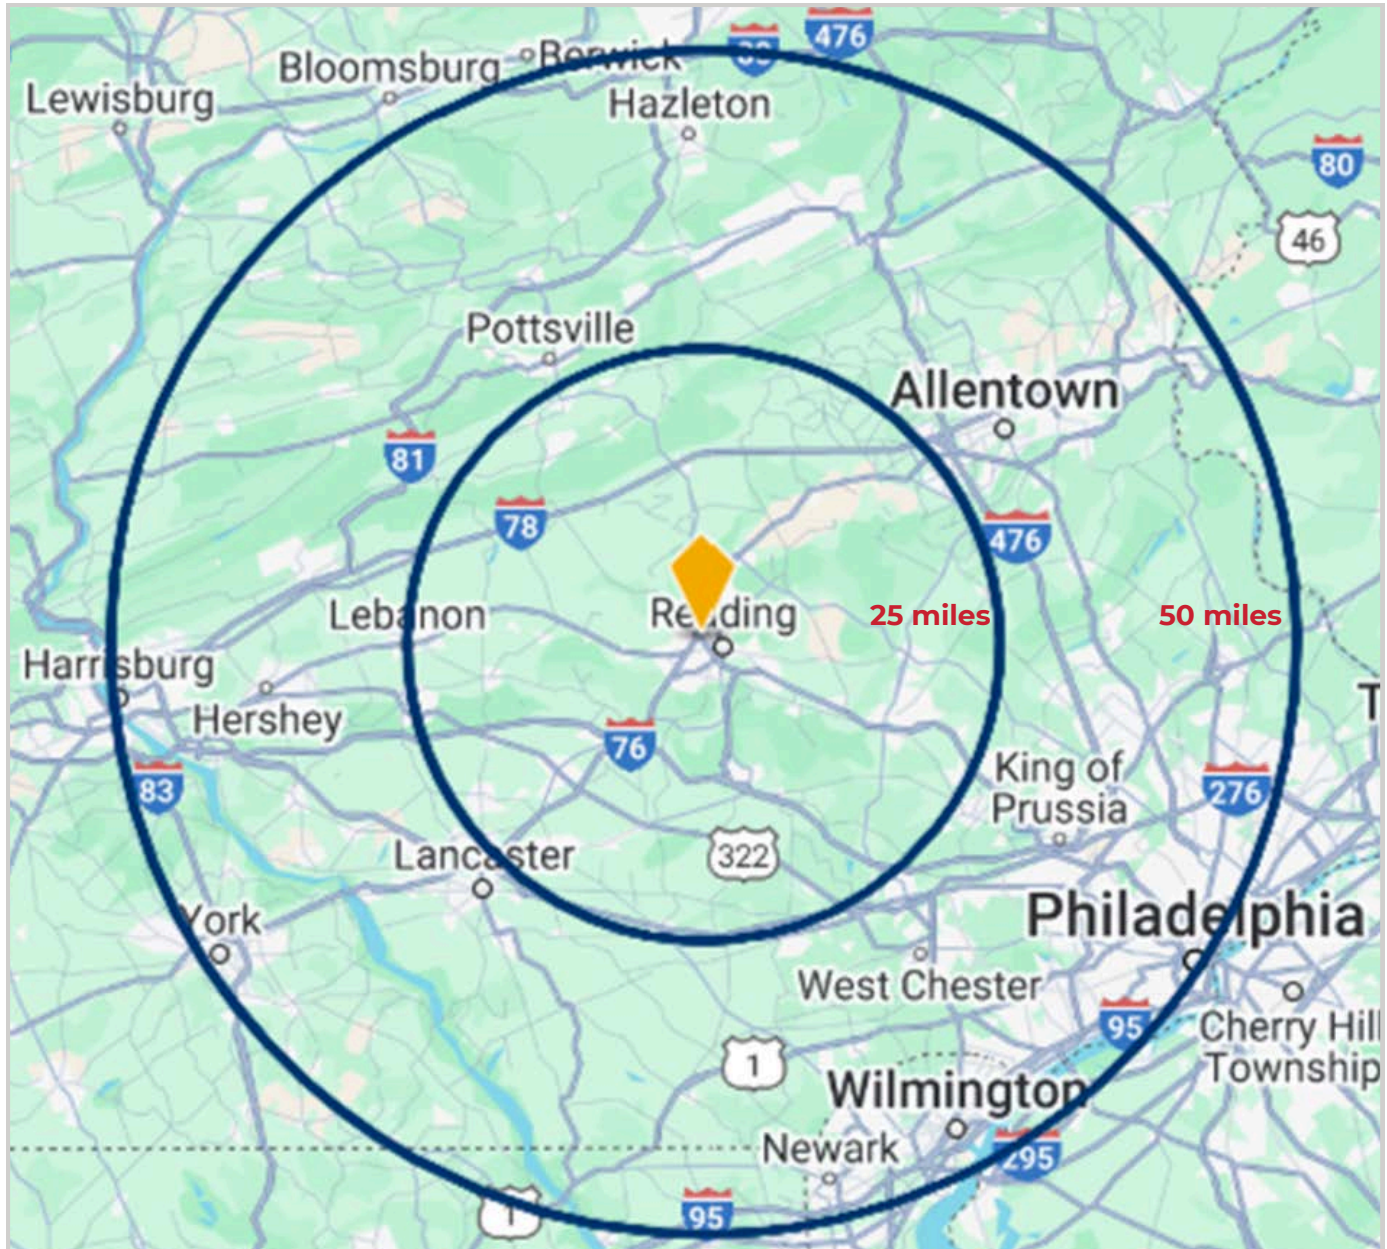 476
80
Berwick
Bloomsburg
Lewisburg
Hazleton
80
46
Pottsville
Allentown
81
78
476
Reading
25 miles
50 miles
Lebanon
Harrisburg
Hershey
76
83
King of
Prussia
276
T
322
Lancaster
York
Philadelphia
West Chester
95
Cherry Hill
Township
1
Wilmington
Newark
295
1
95